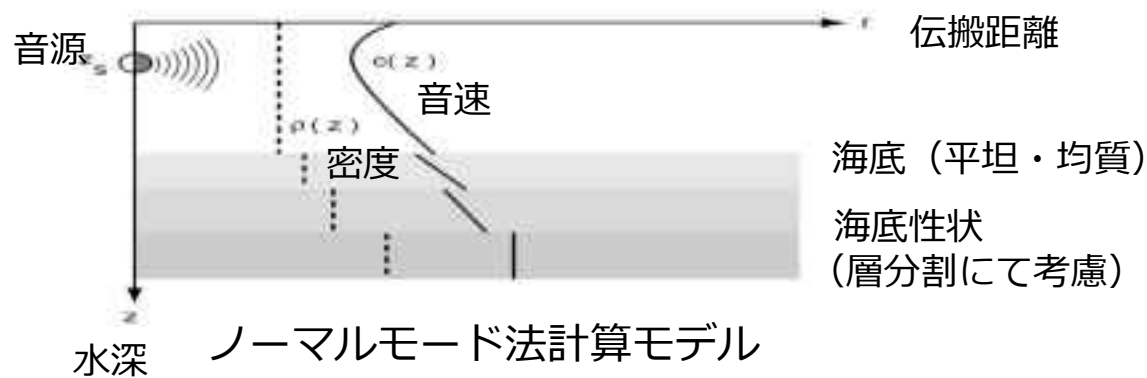 r
伝搬距離
音源
z_s
c(z)
音速
ρ(z)
密度
海底（平坦・均質）
海底性状
（層分割にて考慮）
z
水深
ノーマルモード法計算モデル